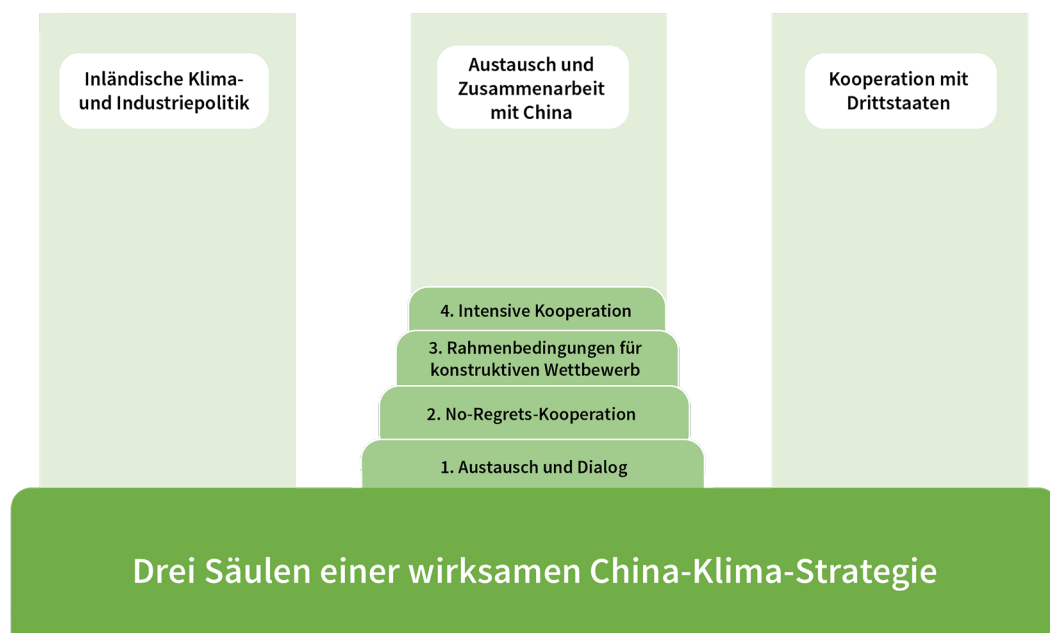 Inländische Klima-
und Industriepolitik
Austausch und
Zusammenarbeit
mit China
Kooperation mit
Drittstaaten
4. Intensive Kooperation
3. Rahmenbedingungen für
konstruktiven Wettbewerb
2. No-Regrets-Kooperation
1. Austausch und Dialog
Drei Säulen einer wirksamen China-Klima-Strategie